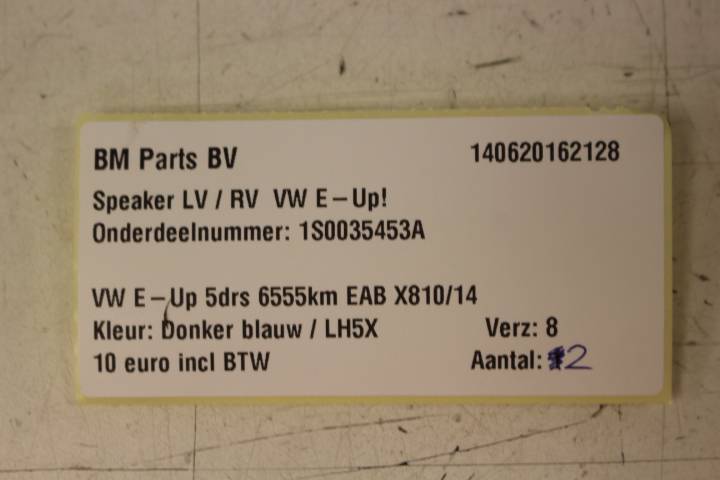 BM Parts BV 140620162128
Speaker LV / RV VW E-Up!
Onderdeelnummer: 1S0035453A
VW E-Up 5drs 6555km EAB X810/14
Kleur: Donker blauw / LH5X Verz: 8
10 euro incl BTW Aantal: 2